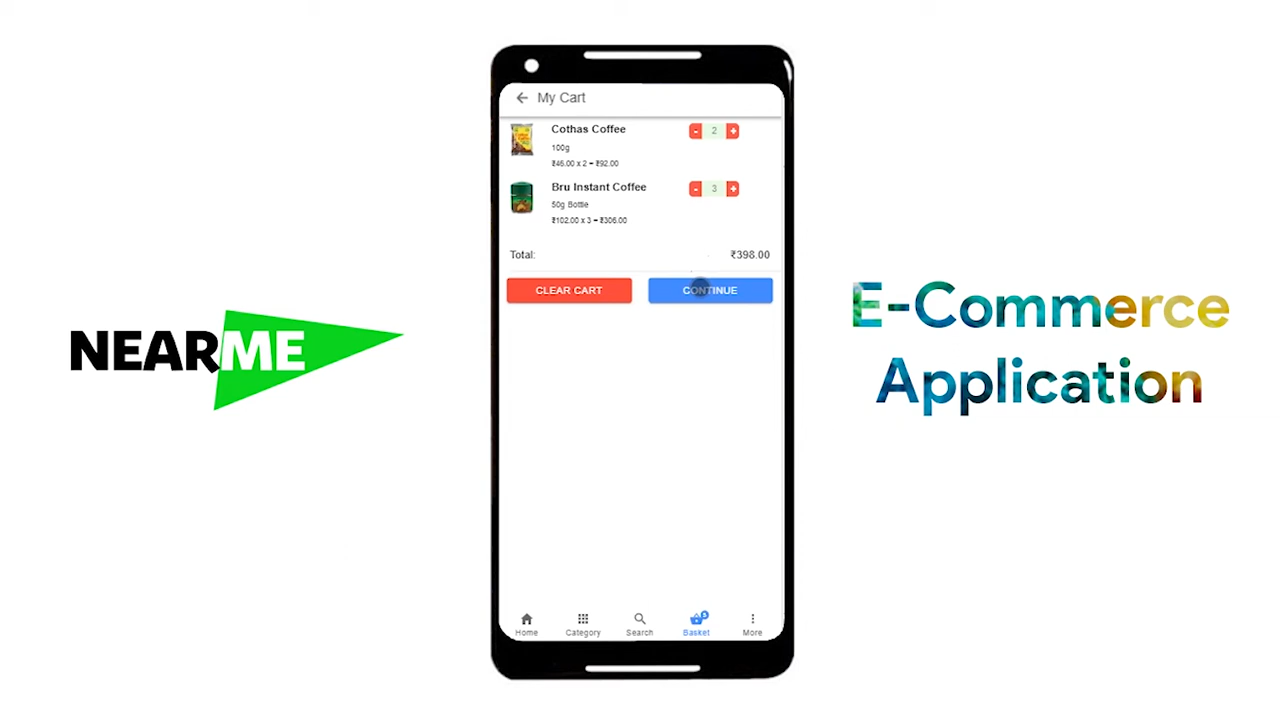 My Cart
Cothas Coffee
100g
₹46.00 x 2 = ₹92.00
- 2 +
Bru Instant Coffee
50g Bottle
₹102.00 x 3 = ₹306.00
- 3 +
Total: ₹398.00
CLEAR CART
CONTINUE
NEARME
E-Commerce
Application
Home
Category
Search
Basket
More